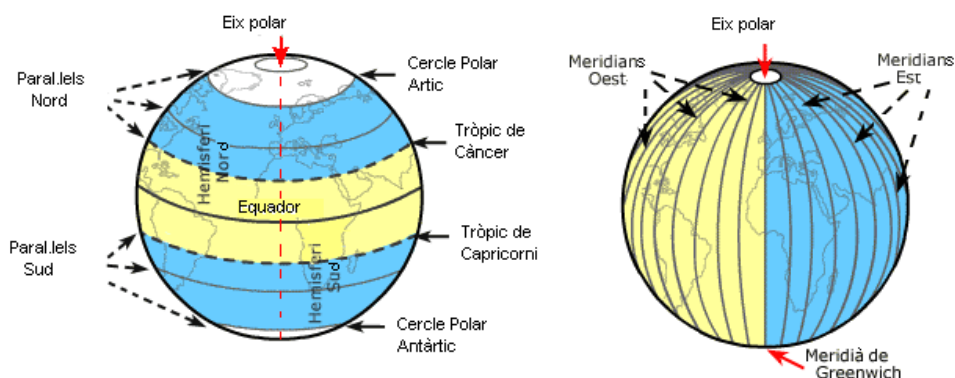 Eix polar
Paral.lels
Nord
Cercle Polar
Artic
Tròpic de
Càncer
Hemisferi
Nord
Equador
Paral.lels
Sud
Tròpic de
Capricorni
Hemisferi
Sud
Cercle Polar
Antàrtic
Eix polar
Meridians
Oest
Meridians
Est
Meridià de
Greenwich